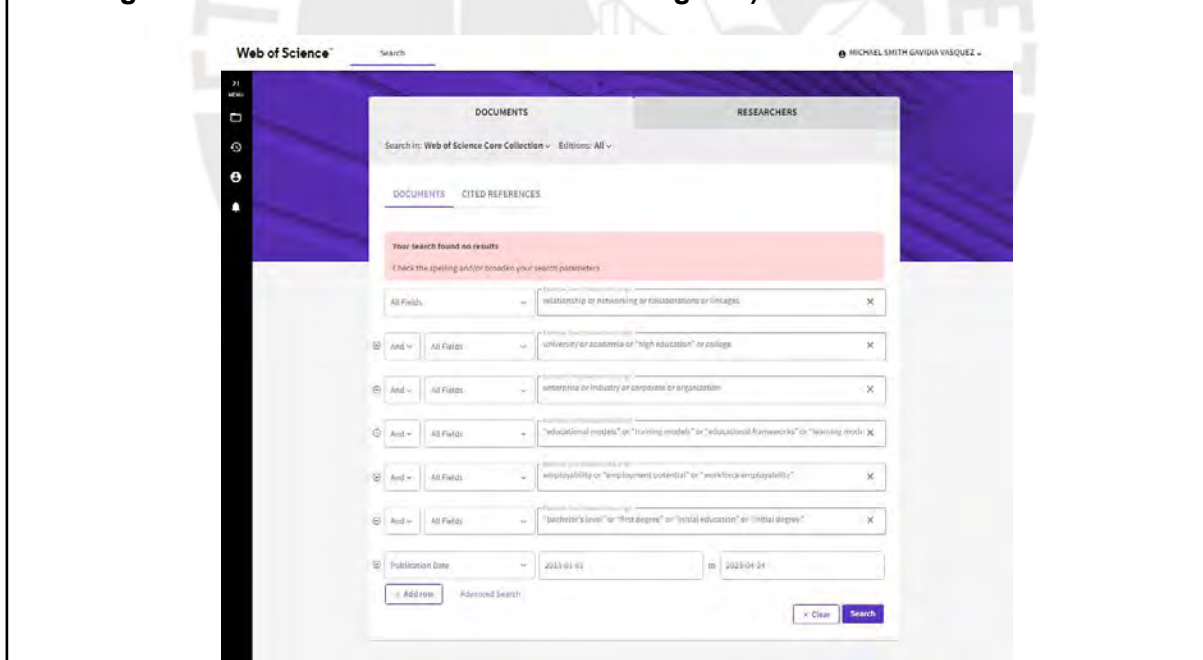 Web of Science™ Search MICHAEL SMITH GAVIDIA VASQUEZ
MENU
DOCUMENTS RESEARCHERS
Search in: Web of Science Core Collection Editions: All
DOCUMENTS CITED REFERENCES
Your search found no results
Check the spelling and/or broaden your search parameters
All Fields relationship or networking or collaborations or linkages
And All Fields university or academia or "high education" or college
And All Fields enterprise or industry or corporate or organization
And All Fields "educational models" or "training models" or "educational frameworks" or "learning mode
And All Fields employability or "employment potential" or "workforce employability"
And All Fields "bachelor's level" or "first degree" or "initial education" or "initial degree"
Publication Date 2013-01-01 to 2023-04-24
+ Add row Advanced Search
× Clear Search